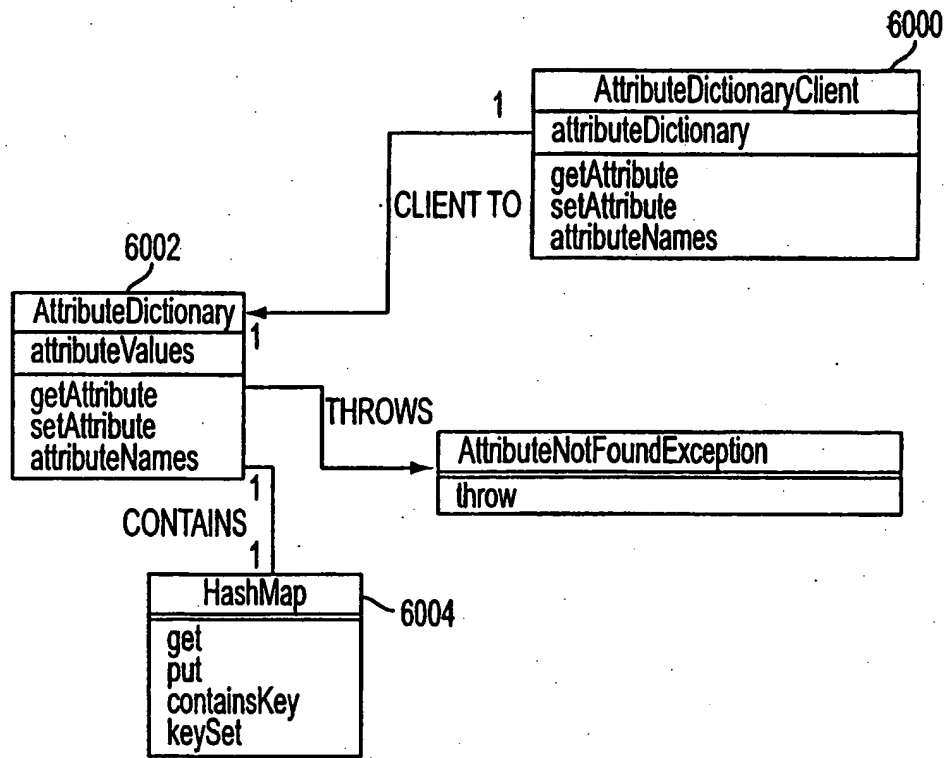 6000
AttributeDictionaryClient
attributeDictionary
getAttribute
setAttribute
attributeNames
1
CLIENT TO
6002
AttributeDictionary
1
attributeValues
getAttribute
setAttribute
attributeNames
THROWS
AttributeNotFoundException
throw
1
CONTAINS
1
HashMap
6004
get
put
containsKey
keySet